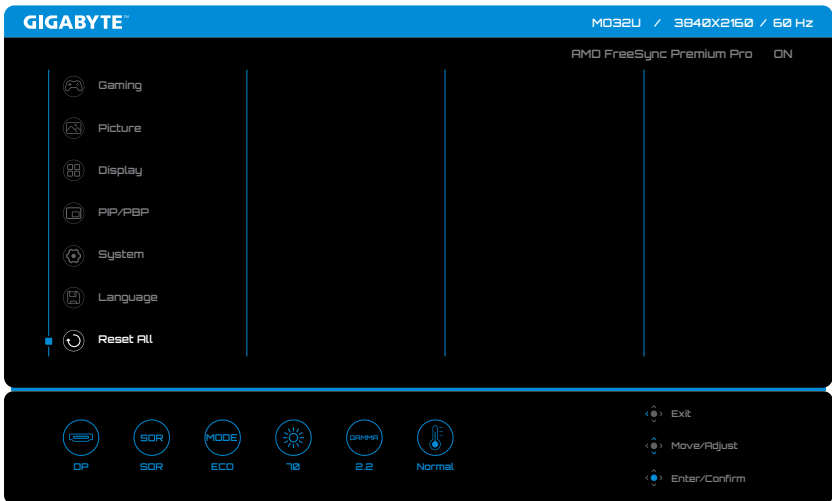 GIGABYTE™
MO32U / 3840X2160 / 60 Hz
AMD FreeSync Premium Pro ON
Gaming
Picture
Display
PIP/PBP
System
Language
Reset All
SDR
MODE
GAMMA
DP
SDR
ECO
70
2.2
Normal
Exit
Move/Adjust
Enter/Confirm